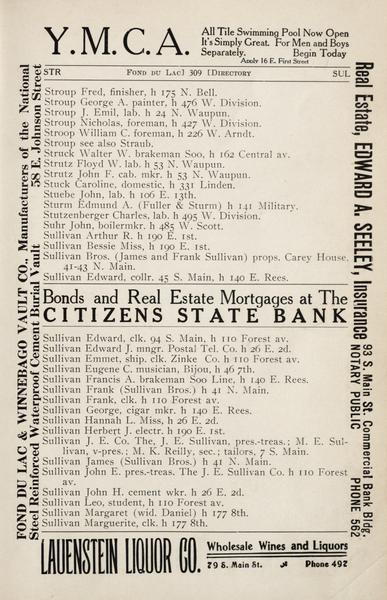 Y.M.C.A.
All Tile Swimming Pool Now Open
It's Simply Great. For Men and Boys
Separately. Begin Today
Apply 16 E. First Street
STR FOND DU LAC] 309 [DIRECTORY SUL
Stroup Fred, finisher, h 175 N. Bell.
Stroup George A. painter, h 476 W. Division.
Stroup J. Emil, lab. h 24 N. Waupun.
Stroup Nicholas, foreman, h 427 W. Division.
Stroop William C. foreman, h 226 W. Arndt.
Stroup see also Straub.
Struck Walter W. brakeman Soo, h 162 Central av.
Strutz Floyd W. lab. h 53 N. Waupun.
Strutz John F. cab. mkr. h 53 N. Waupun.
Stuck Caroline, domestic, h 331 Linden.
Stuebe John, lab. h 106 E. 13th.
Sturm Edmund A. (Fuller & Sturm) h 141 Military.
Stutzenberger Charles, lab. h 495 W. Division.
Suhr John, boilermkr. h 485 W. Scott.
Sullivan Arthur R. h 190 E. 1st.
Sullivan Bessie Miss, h 190 E. 1st.
Sullivan Bros. (James and Frank Sullivan) props. Carey House,
41-43 N. Main.
Sullivan Edward, collr. 45 S. Main, h 140 E. Rees.
Bonds and Real Estate Mortgages at The
CITIZENS STATE BANK
Sullivan Edward, clk. 94 S. Main, h 110 Forest av.
Sullivan Edward J. mngr. Postal Tel. Co. h 26 E. 2d.
Sullivan Emmet, ship. clk. Zinke Co. h 110 Forest av.
Sullivan Eugene C. musician, Bijou, h 46 7th.
Sullivan Francis A. brakeman Soo Line, h 140 E. Rees.
Sullivan Frank (Sullivan Bros.) h 41 N. Main.
Sullivan Frank, clk. h 110 Forest av.
Sullivan George, cigar mkr. h 140 E. Rees.
Sullivan Hannah L. Miss, h 26 E. 2d.
Sullivan Herbert J. electr. h 190 E. 1st.
Sullivan J. E. Co. The, J. E. Sullivan, pres.-treas.; M. E. Sul-
livan, v-pres.; M. K. Reilly, sec.; tailors, 7 S. Main.
Sullivan James (Sullivan Bros.) h 41 N. Main.
Sullivan John E. pres.-treas. The J. E. Sullivan Co. h 110 Forest
av.
Sullivan John H. cement wkr. h 26 E. 2d.
Sullivan Leo, student, h 110 Forest av.
Sullivan Margaret (wid. Daniel) h 177 8th.
Sullivan Marguerite, clk. h 177 8th.
LAUENSTEIN LIQUOR CO.
Wholesale Wines and Liquors
79 S. Main St. Phone 492
FOND DU LAC & WINNEBAGO VAULT CO., Manufacturers of the National
Steel Reinforced Waterproof Cement Burial Vault 58 E. Johnson Street
Real Estate, EDWARD A. SEELEY, Insurance
93 S. Main St. Commercial Bank Bldg.
NOTARY PUBLIC PHONE 562